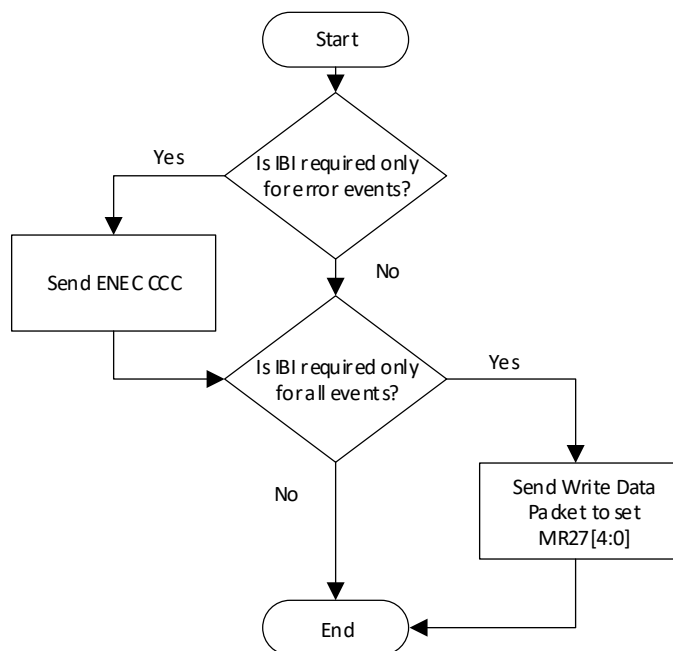 Start
Is IBI required only
for error events?
Yes
Send ENEC CCC
No
Is IBI required only
for all events?
Yes
No
Send Write Data
Packet to set
MR27[4:0]
End